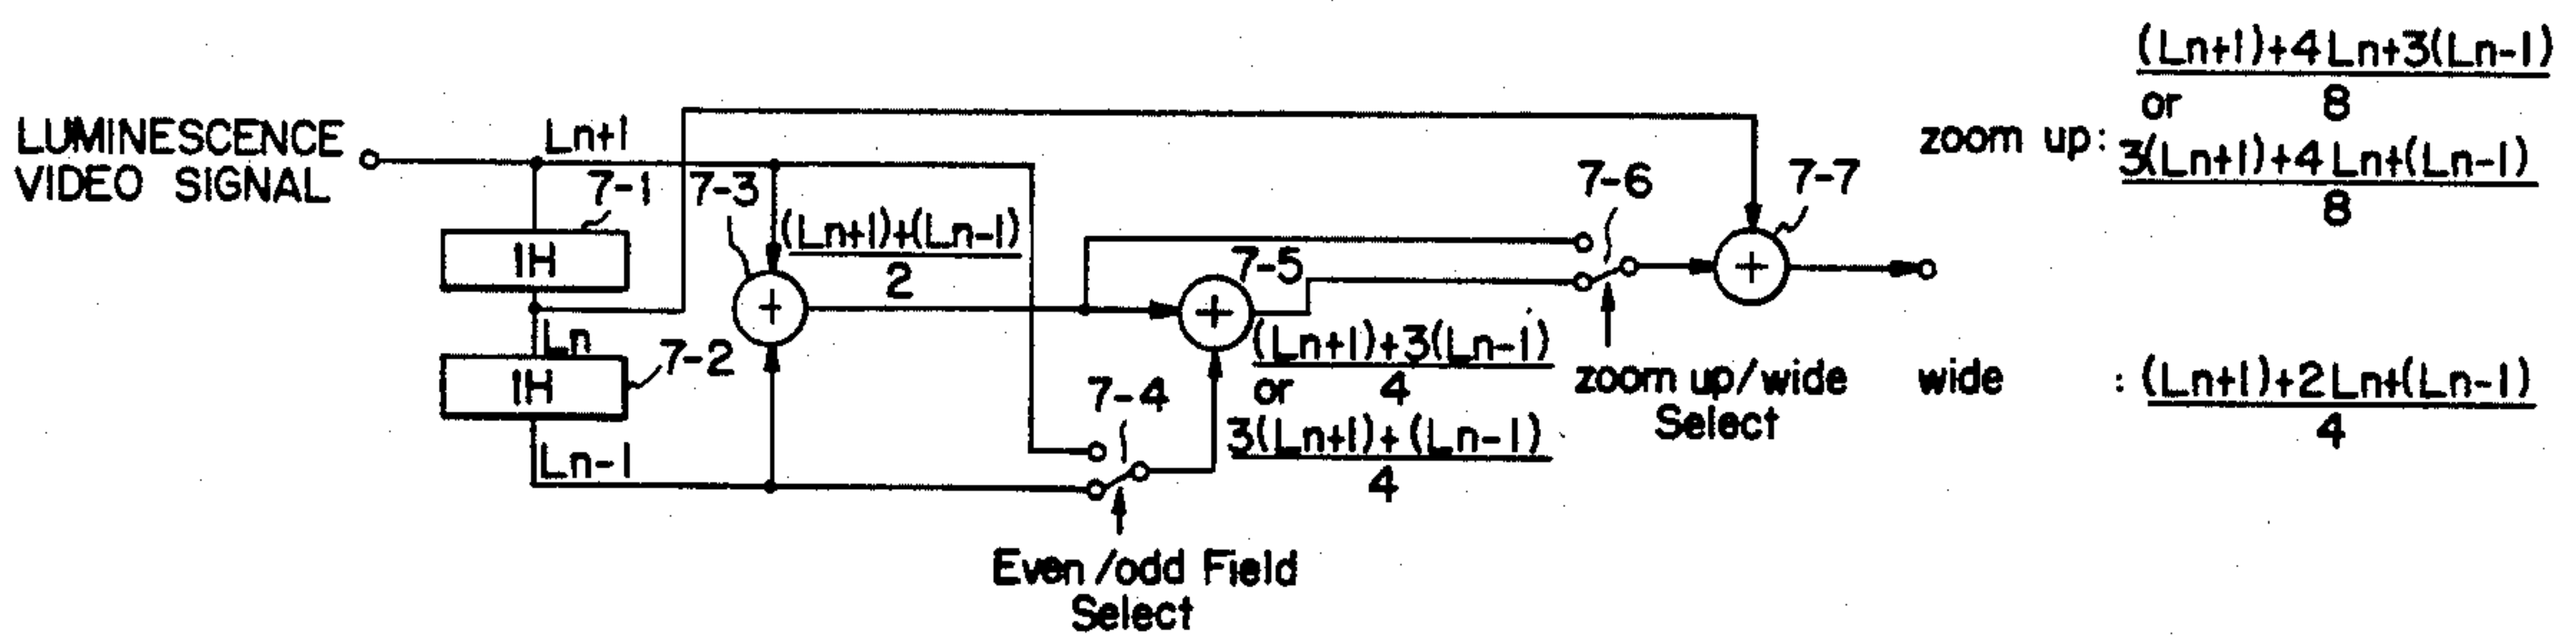 LUMINESCENCE
VIDEO SIGNAL
Ln+1
7-1
1H
Ln
7-2
1H
Ln-1
7-3
(Ln+1)+(Ln-1)
2
7-4
Even/odd Field
Select
7-5
(Ln+1)+3(Ln-1)
or 4
3(Ln+1)+(Ln-1)
4
7-6
zoom up/wide
Select
7-7
zoom up:
(Ln+1)+4Ln+3(Ln-1)
or 8
3(Ln+1)+4Ln+(Ln-1)
8
wide : (Ln+1)+2Ln+(Ln-1)
4